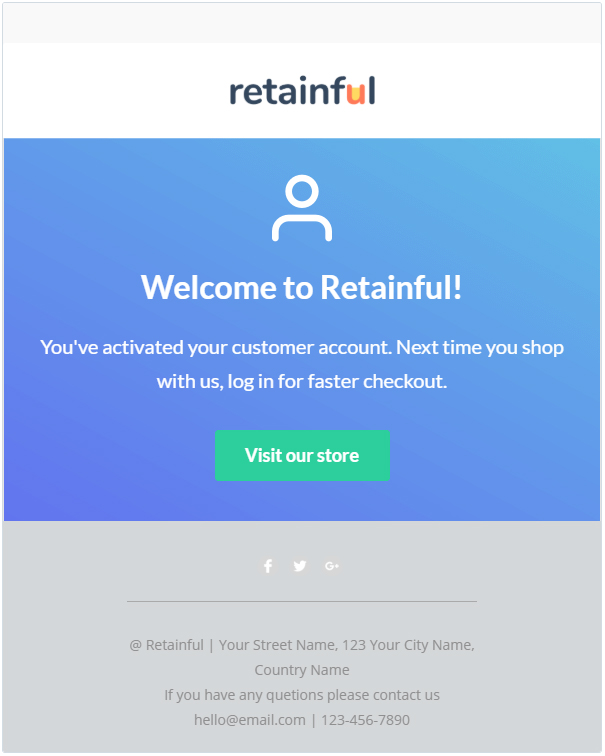 retainful
Welcome to Retainful!
You've activated your customer account. Next time you shop
with us, log in for faster checkout.
Visit our store
@ Retainful | Your Street Name, 123 Your City Name,
Country Name
If you have any quetions please contact us
hello@email.com | 123-456-7890